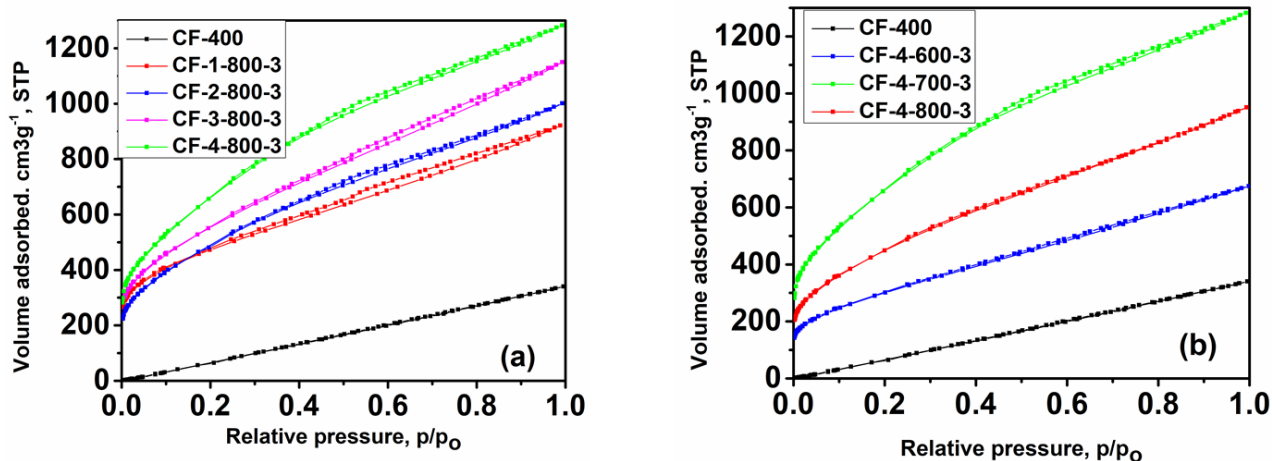 Volume adsorbed. cm3g-1, STP
1200
1000
800
600
400
200
0
CF-400
CF-1-800-3
CF-2-800-3
CF-3-800-3
CF-4-800-3
(a)
0.0 0.2 0.4 0.6 0.8 1.0
Relative pressure, p/po
Volume adsorbed. cm3g-1, STP
1200
1000
800
600
400
200
0
CF-400
CF-4-600-3
CF-4-700-3
CF-4-800-3
(b)
0.0 0.2 0.4 0.6 0.8 1.0
Relative pressure, p/po